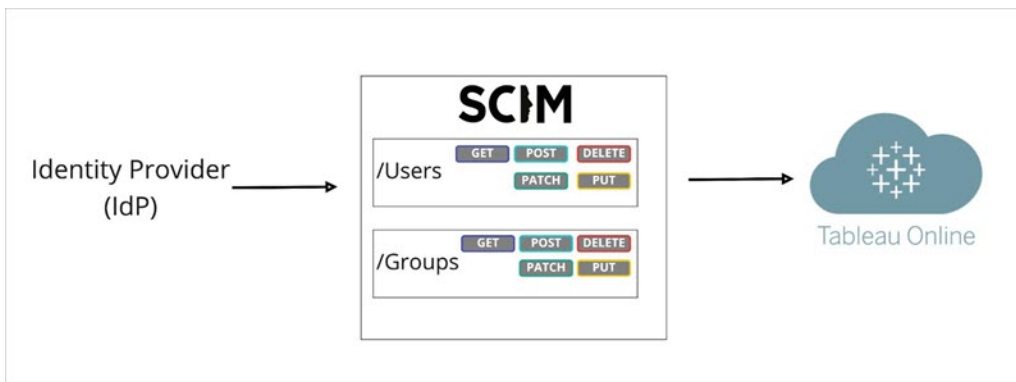 Identity Provider
(IdP)
SCIM
/Users
GET POST DELETE
PATCH PUT
/Groups
GET POST DELETE
PATCH PUT
Tableau Online